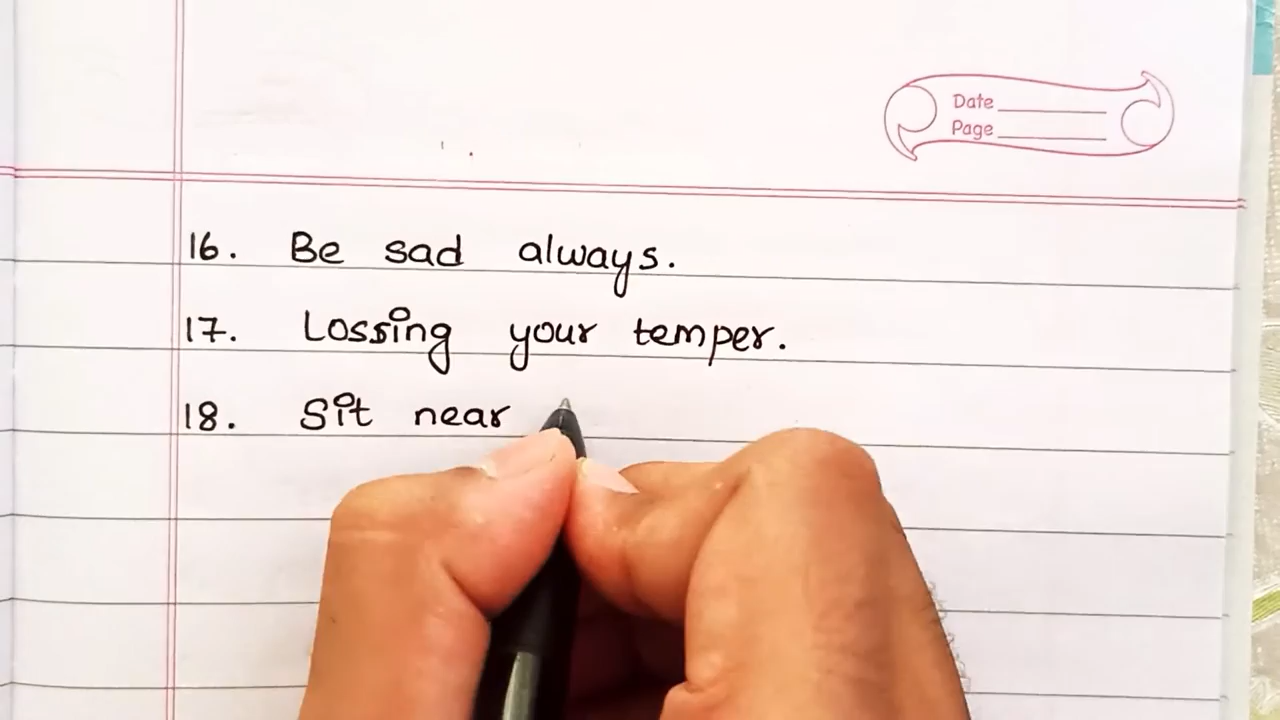 Date
Page
16. Be sad always.
17. Lossing your temper.
18. Sit near